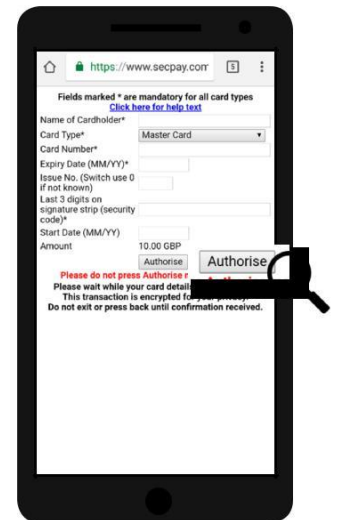 https://www.secpay.com
5
Fields marked * are mandatory for all card types
Click here for help text
Name of Cardholder*
Card Type*
Master Card
Card Number*
Expiry Date (MM/YY)*
Issue No. (Switch use 0
if not known)
Last 3 digits on
signature strip (security
code)*
Start Date (MM/YY)
Amount
10.00 GBP
Authorise
Authorise
Please do not press Authorise
Please wait while your card details
This transaction is encrypted for your privacy.
Do not exit or press back until confirmation received.